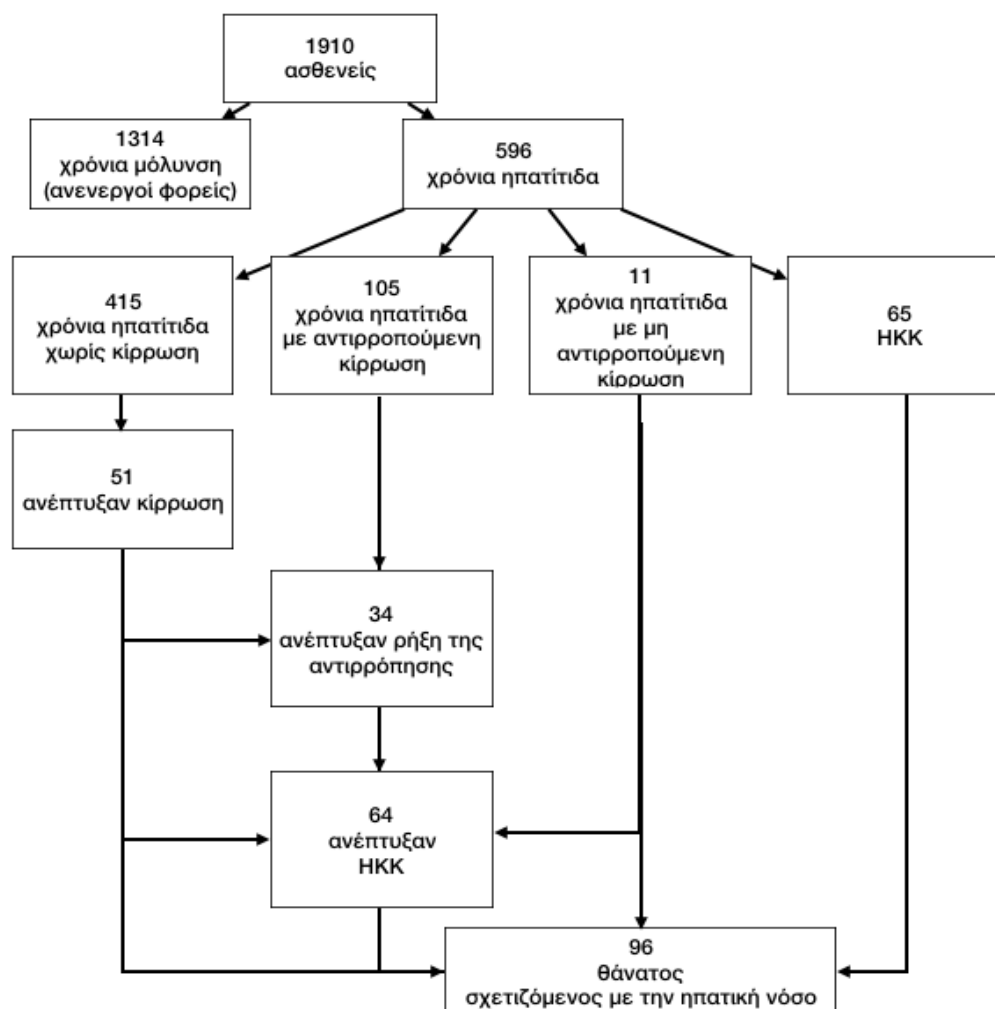 1910
ασθενείς
1314
χρόνια μόλυνση
(ανενεργοί φορείς)
596
χρόνια ηπατίτιδα
415
χρόνια ηπατίτιδα
χωρίς κίρρωση
105
χρόνια ηπατίτιδα
με αντιρροπούμενη
κίρρωση
11
χρόνια ηπατίτιδα
με μη
αντιρροπούμενη
κίρρωση
65
ΗΚΚ
51
ανέπτυξαν κίρρωση
34
ανέπτυξαν ρήξη της
αντιρρόπησης
64
ανέπτυξαν
ΗΚΚ
96
θάνατος
σχετιζόμενος με την ηπατική νόσο